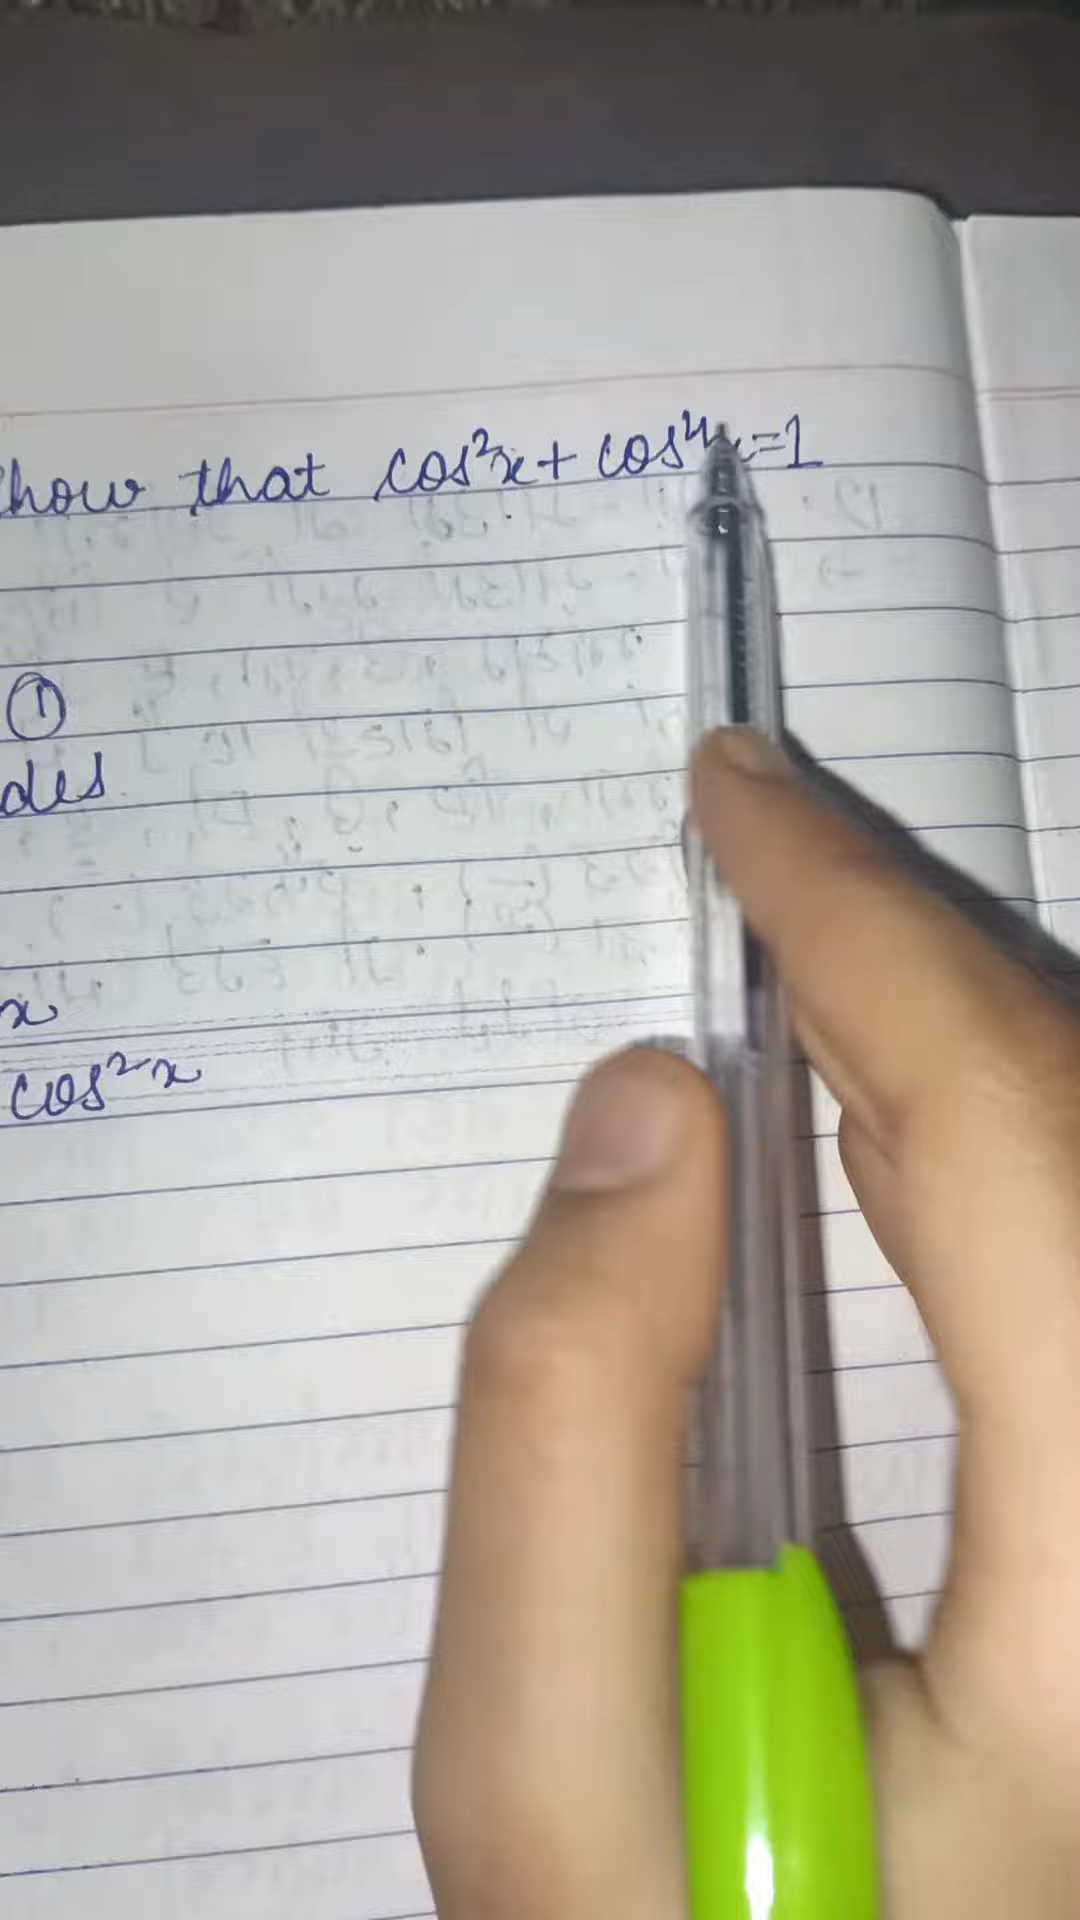 how that cos²x + cos⁴x = 1
①
des
x
cos²x